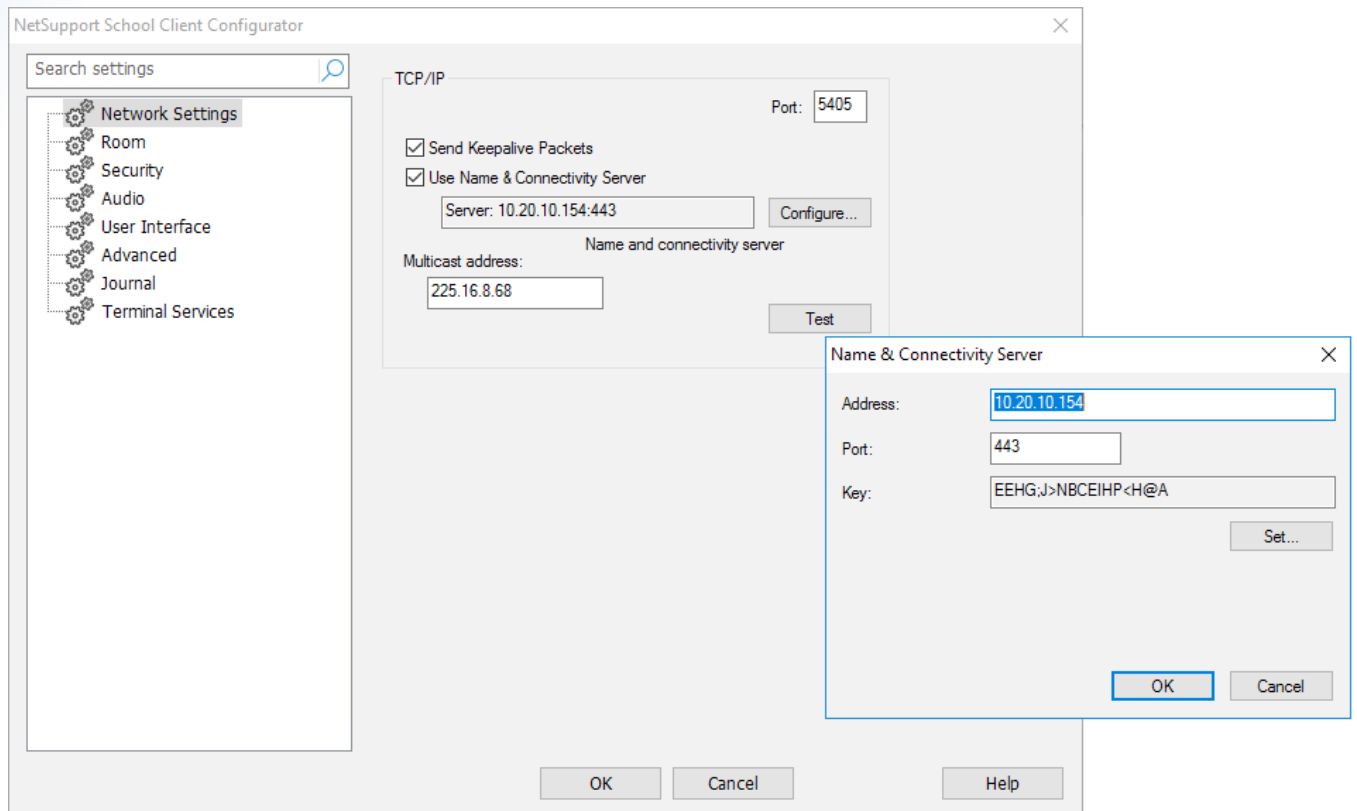 NetSupport School Client Configurator
Search settings
Network Settings
Room
Security
Audio
User Interface
Advanced
Journal
Terminal Services
TCP/IP
Port: 5405
Send Keepalive Packets
Use Name & Connectivity Server
Server: 10.20.10.154:443
Configure...
Name and connectivity server
Multicast address:
225.16.8.68
Test
OK
Cancel
Help
Name & Connectivity Server
Address: 10.20.10.154
Port: 443
Key: EEHG;J>NBCEIHP<H@A
Set...
OK
Cancel